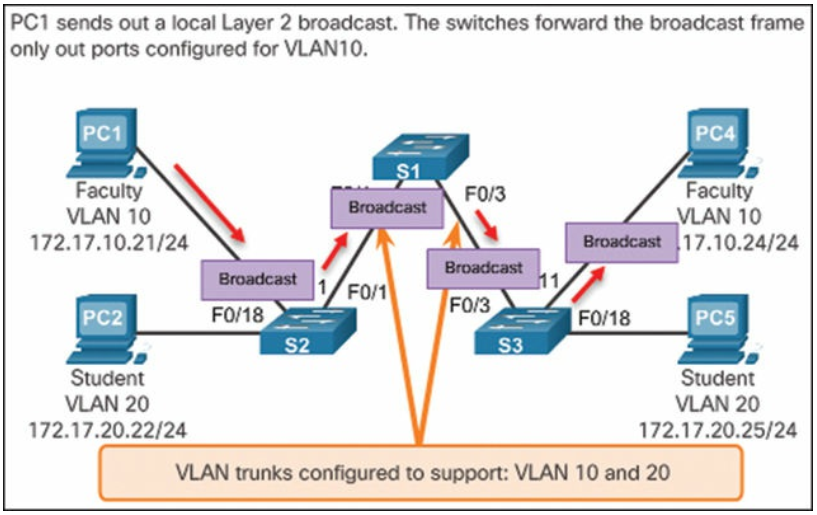 PC1 sends out a local Layer 2 broadcast. The switches forward the broadcast frame
only out ports configured for VLAN10.
PC1
Faculty
VLAN 10
172.17.10.21/24
S1
F0/3
PC4
Faculty
VLAN 10
.17.10.24/24
Broadcast
Broadcast
Broadcast
Broadcast
1
F0/1
F0/3
11
PC2
F0/18
S2
S3
F0/18
PC5
Student
VLAN 20
172.17.20.22/24
Student
VLAN 20
172.17.20.25/24
VLAN trunks configured to support: VLAN 10 and 20